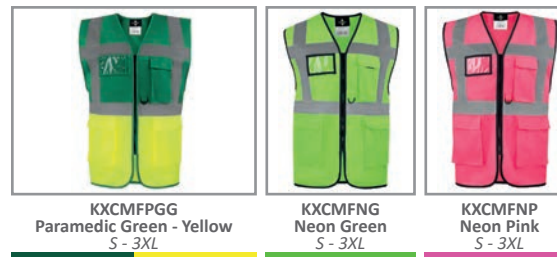 KXCMFPGG
Paramedic Green - Yellow
S - 3XL
KXCMFNG
Neon Green
S - 3XL
KXCMFNP
Neon Pink
S - 3XL